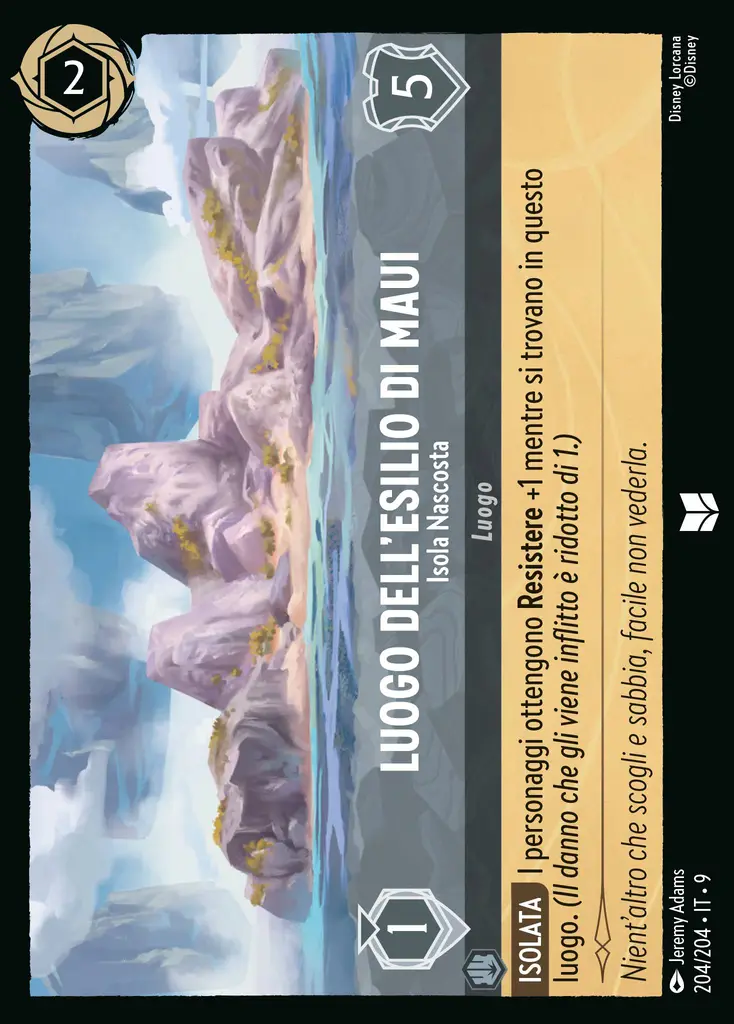 2
LUOGO DELL'ESILIO DI MAUI
Isola Nascosta
1
5
Luogo
ISOLATA I personaggi ottengono Resistere +1 mentre si trovano in questo
luogo. (Il danno che gli viene inflitto è ridotto di 1.)
Nient'altro che scogli e sabbia, facile non vederla.
Jeremy Adams
204/204 • IT • 9
Disney Lorcana
©Disney